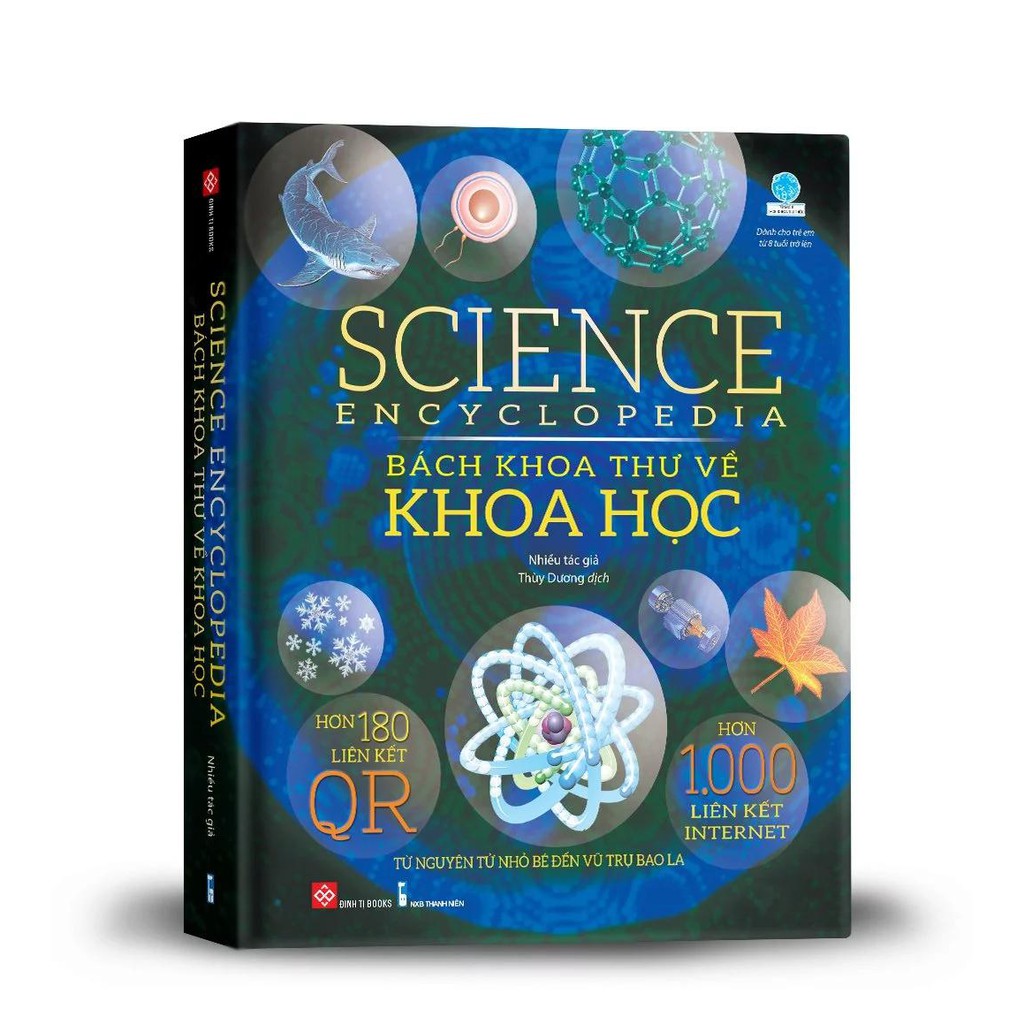 ĐINH TỊ BOOKS
SCIENCE ENCYCLOPEDIA
BÁCH KHOA THƯ VỀ KHOA HỌC
Nhiều tác giả
Dành cho trẻ em
từ 8 tuổi trở lên
SCIENCE
ENCYCLOPEDIA
BÁCH KHOA THƯ VỀ
KHOA HỌC
Nhiều tác giả
Thùy Dương dịch
HƠN 180
LIÊN KẾT
QR
HƠN
1.000
LIÊN KẾT
INTERNET
TỪ NGUYÊN TỬ NHỎ BÉ ĐẾN VŨ TRỤ BAO LA
ĐINH TỊ BOOKS
NXB THANH NIÊN